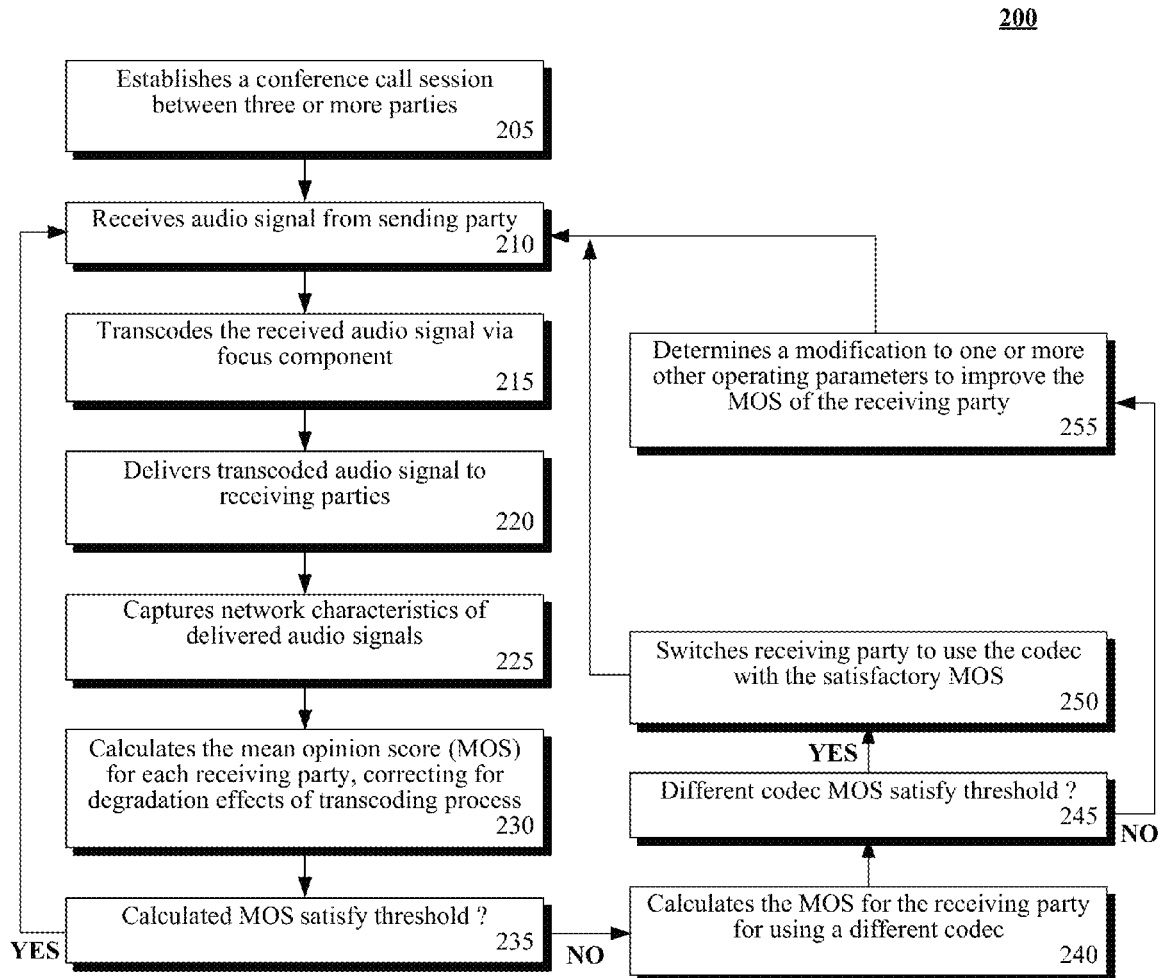 200
Establishes a conference call session
between three or more parties
205
Receives audio signal from sending party
210
Transcodes the received audio signal via
focus component
215
Delivers transcoded audio signal to
receiving parties
220
Captures network characteristics of
delivered audio signals
225
Calculates the mean opinion score (MOS)
for each receiving party, correcting for
degradation effects of transcoding process
230
Calculated MOS satisfy threshold ?
235
YES
NO
Calculates the MOS for the receiving party
for using a different codec
240
Different codec MOS satisfy threshold ?
245
YES
NO
Switches receiving party to use the codec
with the satisfactory MOS
250
Determines a modification to one or more
other operating parameters to improve the
MOS of the receiving party
255